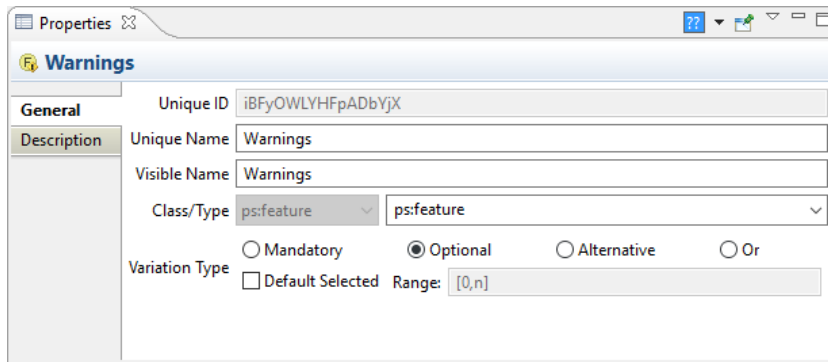 Properties
??
Warnings
General
Description
Unique ID iBFyOWLYHFpADbYjX
Unique Name Warnings
Visible Name Warnings
Class/Type ps:feature ps:feature
Variation Type
Mandatory Optional Alternative Or
Default Selected Range: [0,n]